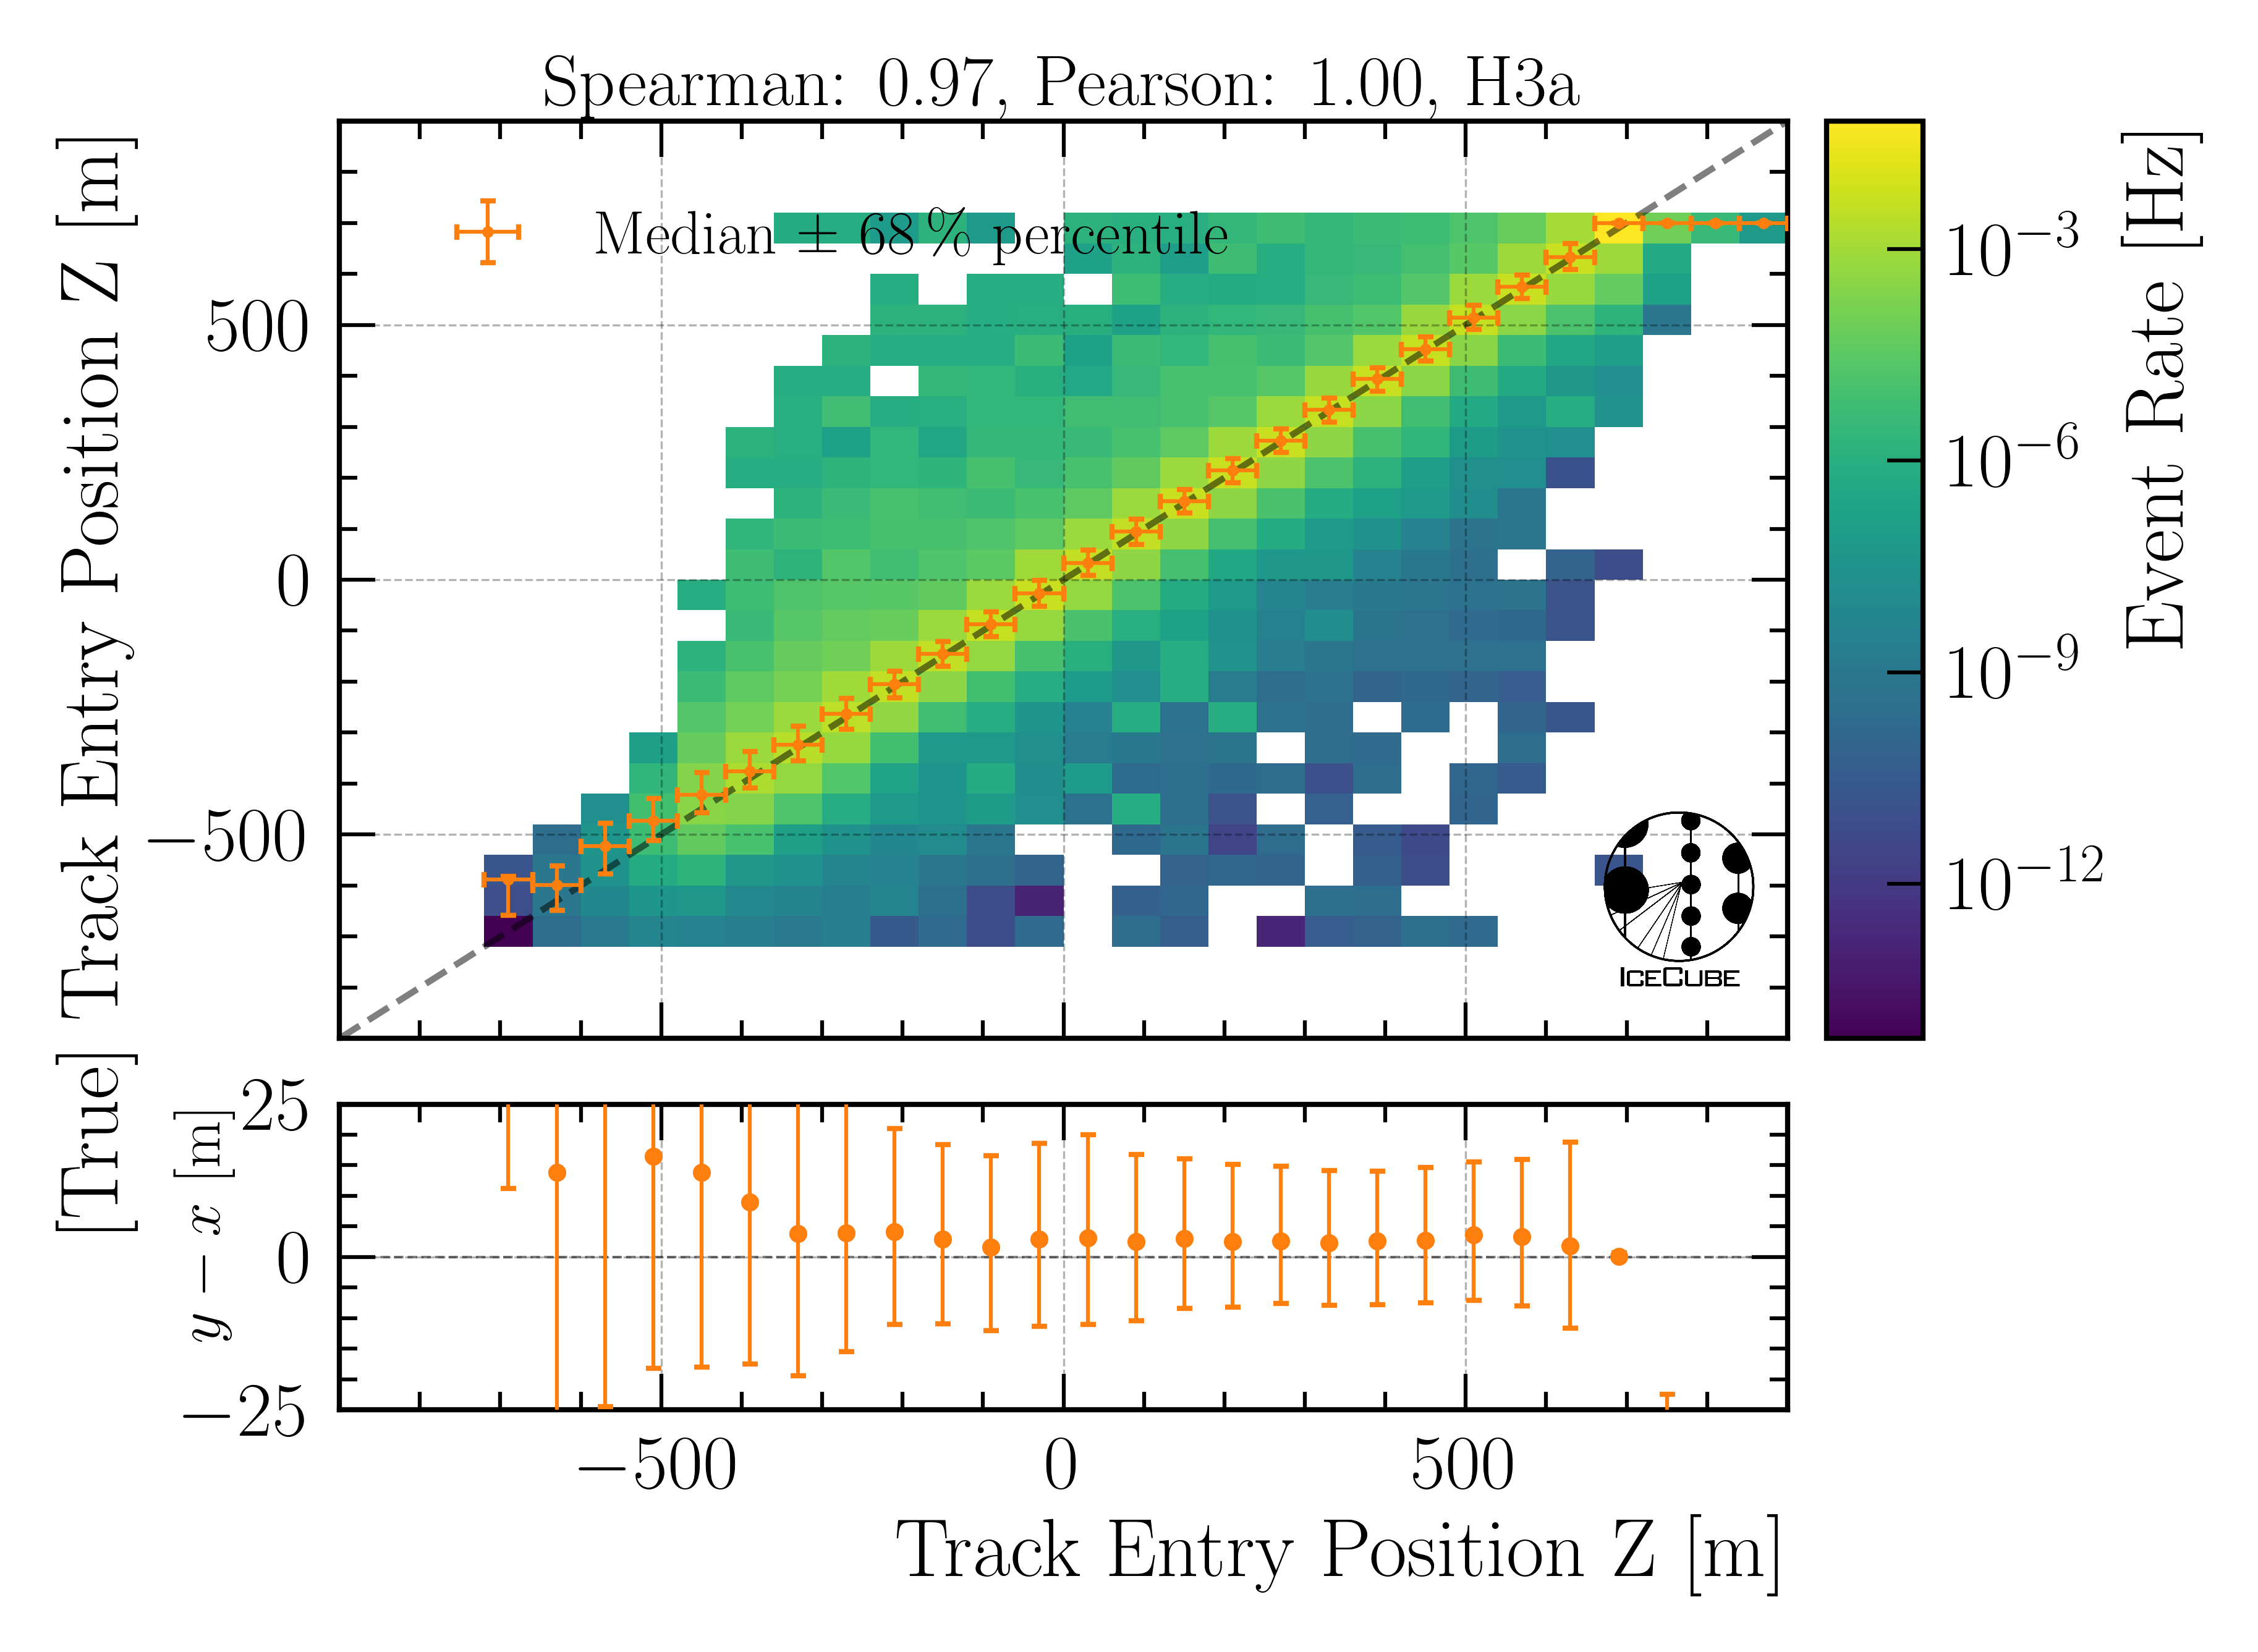 Spearman: 0.97, Pearson: 1.00, H3a
[True] Track Entry Position Z [m]
Median ± 68 % percentile
500
0
−500
ICECUBE
10⁻³
10⁻⁶
10⁻⁹
10⁻¹²
Event Rate [Hz]
y − x [m]
25
0
−25
−500
0
500
Track Entry Position Z [m]